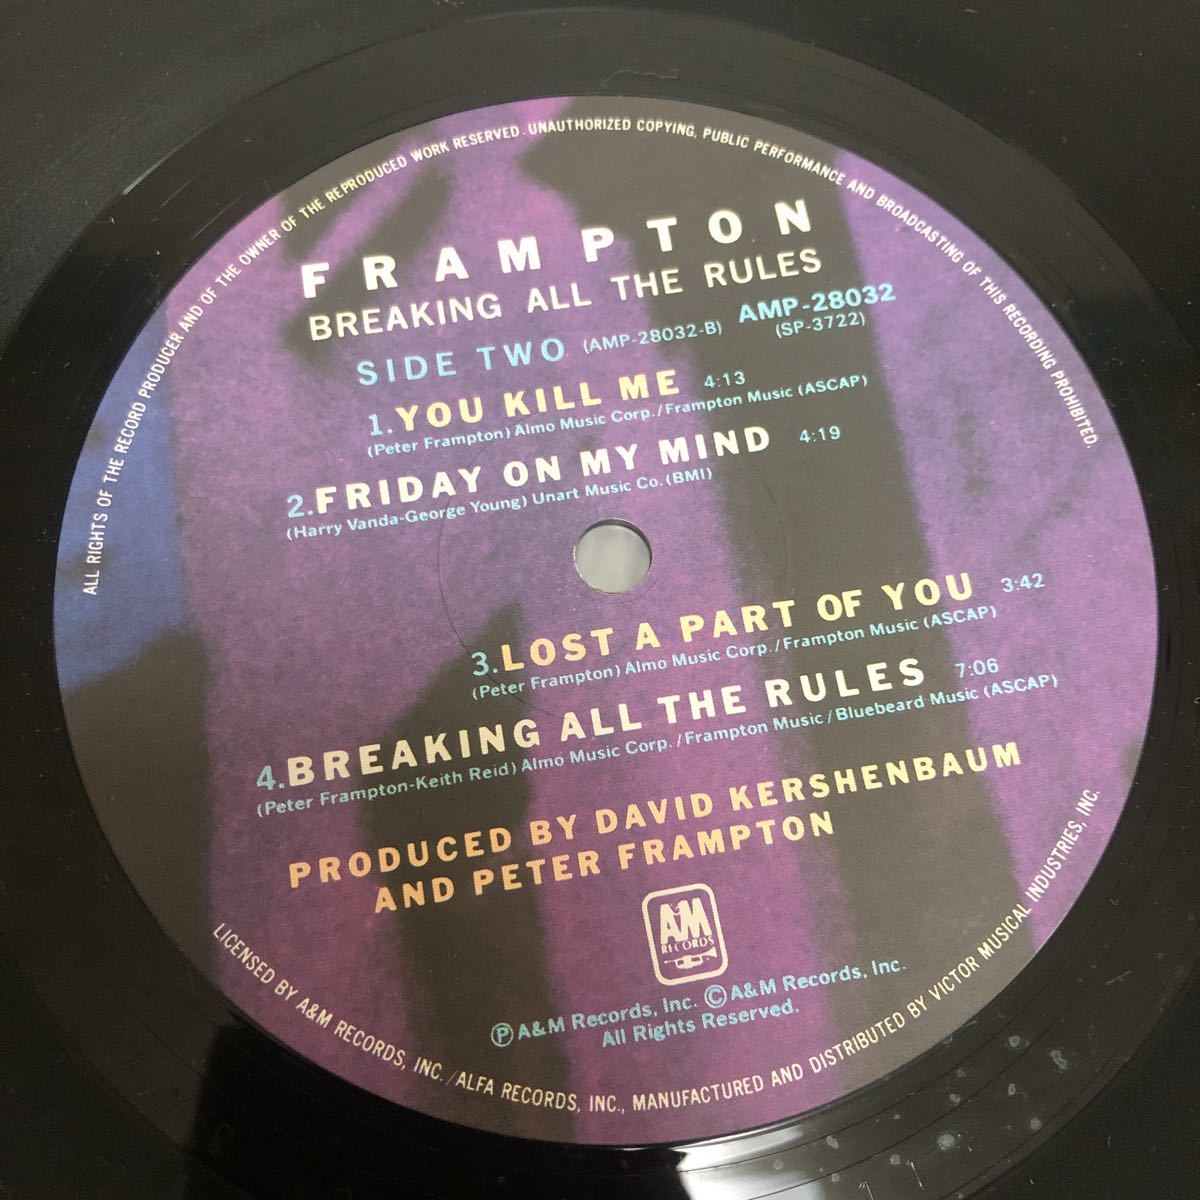 ALL RIGHTS OF THE RECORD PRODUCER AND OF THE OWNER OF THE REPRODUCED WORK RESERVED. UNAUTHORIZED COPYING, PUBLIC PERFORMANCE AND BROADCASTING OF THIS RECORDING PROHIBITED.
FRAMPTON
BREAKING ALL THE RULES
SIDE TWO (AMP-28032-B) AMP-28032
(SP-3722)
1.YOU KILL ME 4:13
(Peter Frampton) Almo Music Corp./Frampton Music (ASCAP)
2.FRIDAY ON MY MIND 4:19
(Harry Vanda-George Young) Unart Music Co. (BMI)
3.LOST A PART OF YOU 3:42
(Peter Frampton) Almo Music Corp./Frampton Music (ASCAP)
4.BREAKING ALL THE RULES 7:06
(Peter Frampton-Keith Reid) Almo Music Corp./Frampton Music/Bluebeard Music (ASCAP)
PRODUCED BY DAVID KERSHENBAUM
AND PETER FRAMPTON
A&M
RECORDS
Ⓟ A&M Records, Inc. © A&M Records, Inc.
All Rights Reserved.
LICENSED BY A&M RECORDS, INC./ALFA RECORDS, INC., MANUFACTURED AND DISTRIBUTED BY VICTOR MUSICAL INDUSTRIES, INC.